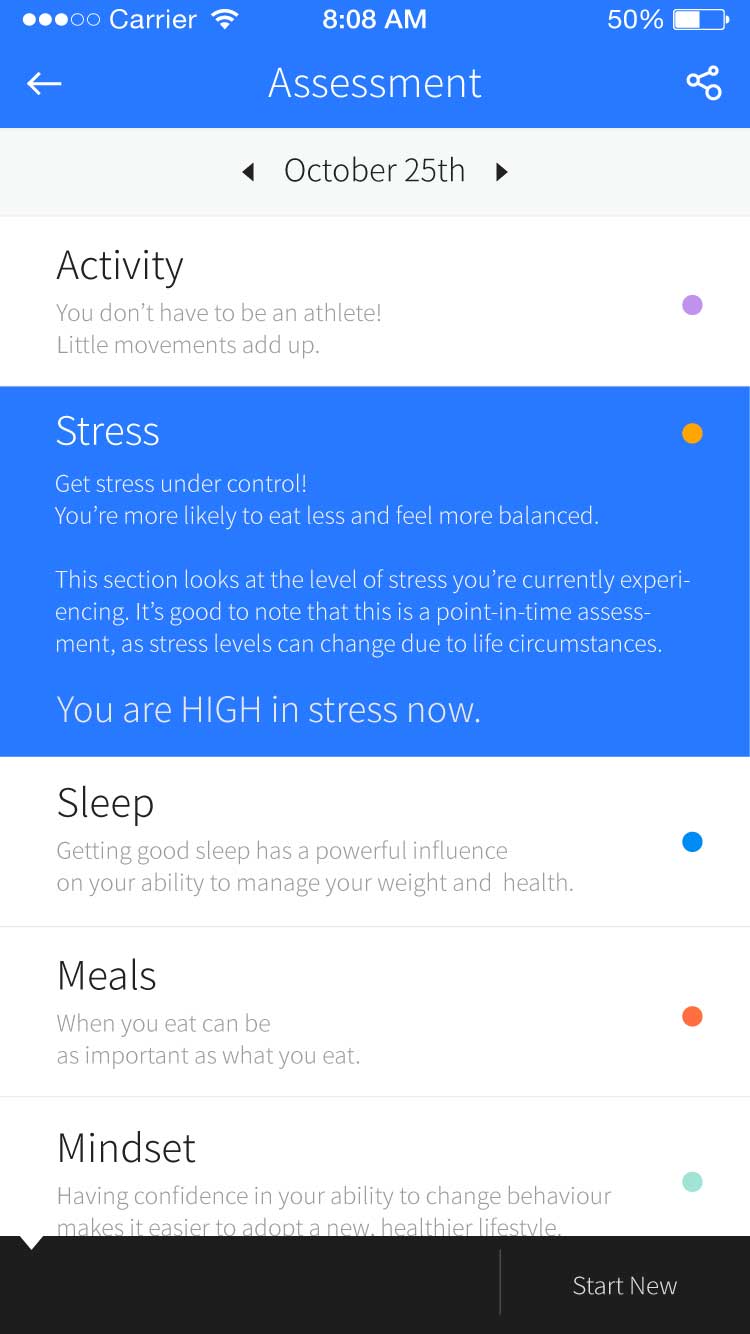 Carrier 8:08 AM 50%
Assessment
October 25th
Activity
You don’t have to be an athlete!
Little movements add up.
Stress
Get stress under control!
You’re more likely to eat less and feel more balanced.
This section looks at the level of stress you’re currently experi-
encing. It’s good to note that this is a point-in-time assess-
ment, as stress levels can change due to life circumstances.
You are HIGH in stress now.
Sleep
Getting good sleep has a powerful influence
on your ability to manage your weight and health.
Meals
When you eat can be
as important as what you eat.
Mindset
Having confidence in your ability to change behaviour
makes it easier to adopt a new, healthier lifestyle.
Start New